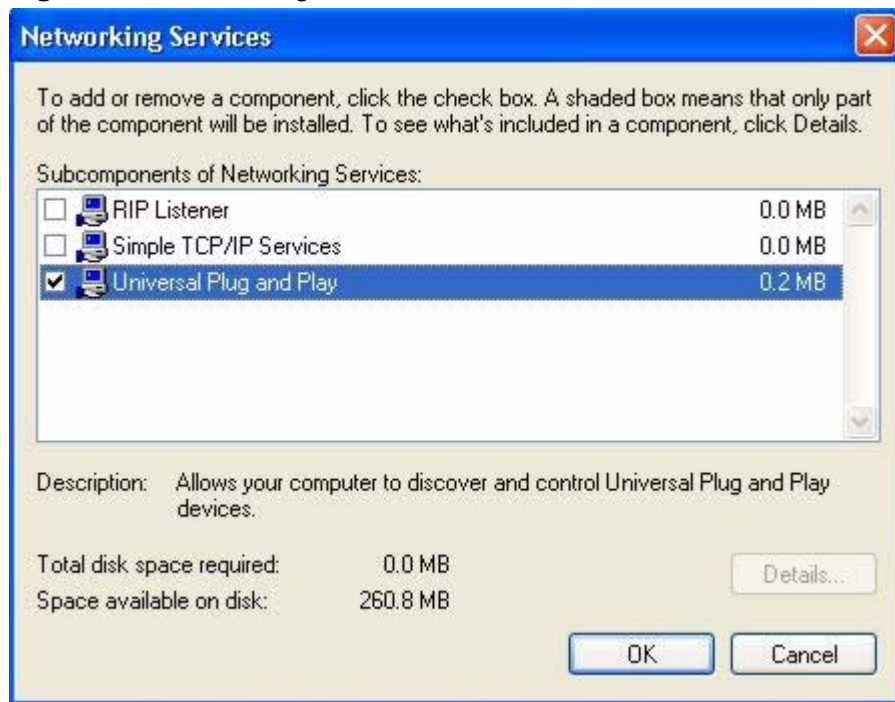 Networking Services
To add or remove a component, click the check box. A shaded box means that only part
of the component will be installed. To see what's included in a component, click Details.
Subcomponents of Networking Services:
RIP Listener 0.0 MB
Simple TCP/IP Services 0.0 MB
Universal Plug and Play 0.2 MB
Description: Allows your computer to discover and control Universal Plug and Play
devices.
Total disk space required: 0.0 MB
Details...
Space available on disk: 260.8 MB
OK Cancel